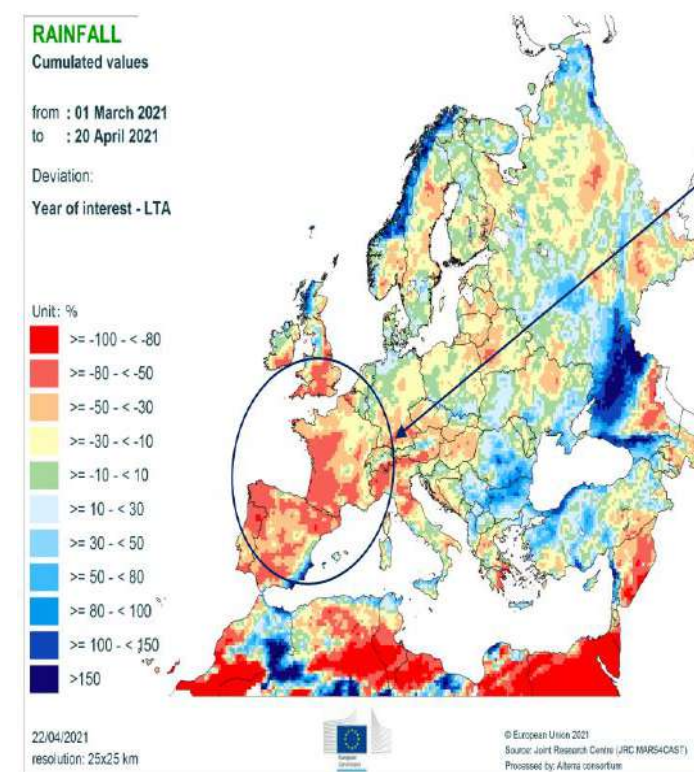 RAINFALL
Cumulated values
from : 01 March 2021
to : 20 April 2021
Deviation:
Year of interest - LTA
Unit: %
>= -100 - < -80
>= -80 - < -50
>= -50 - < -30
>= -30 - < -10
>= -10 - < 10
>= 10 - < 30
>= 30 - < 50
>= 50 - < 80
>= 80 - < 100
>= 100 - < 150
>150
22/04/2021
resolution: 25x25 km
European
Commission
© European Union 2021
Source: Joint Research Centre (JRC MARS4CAST)
Processed by: Alterra consortium